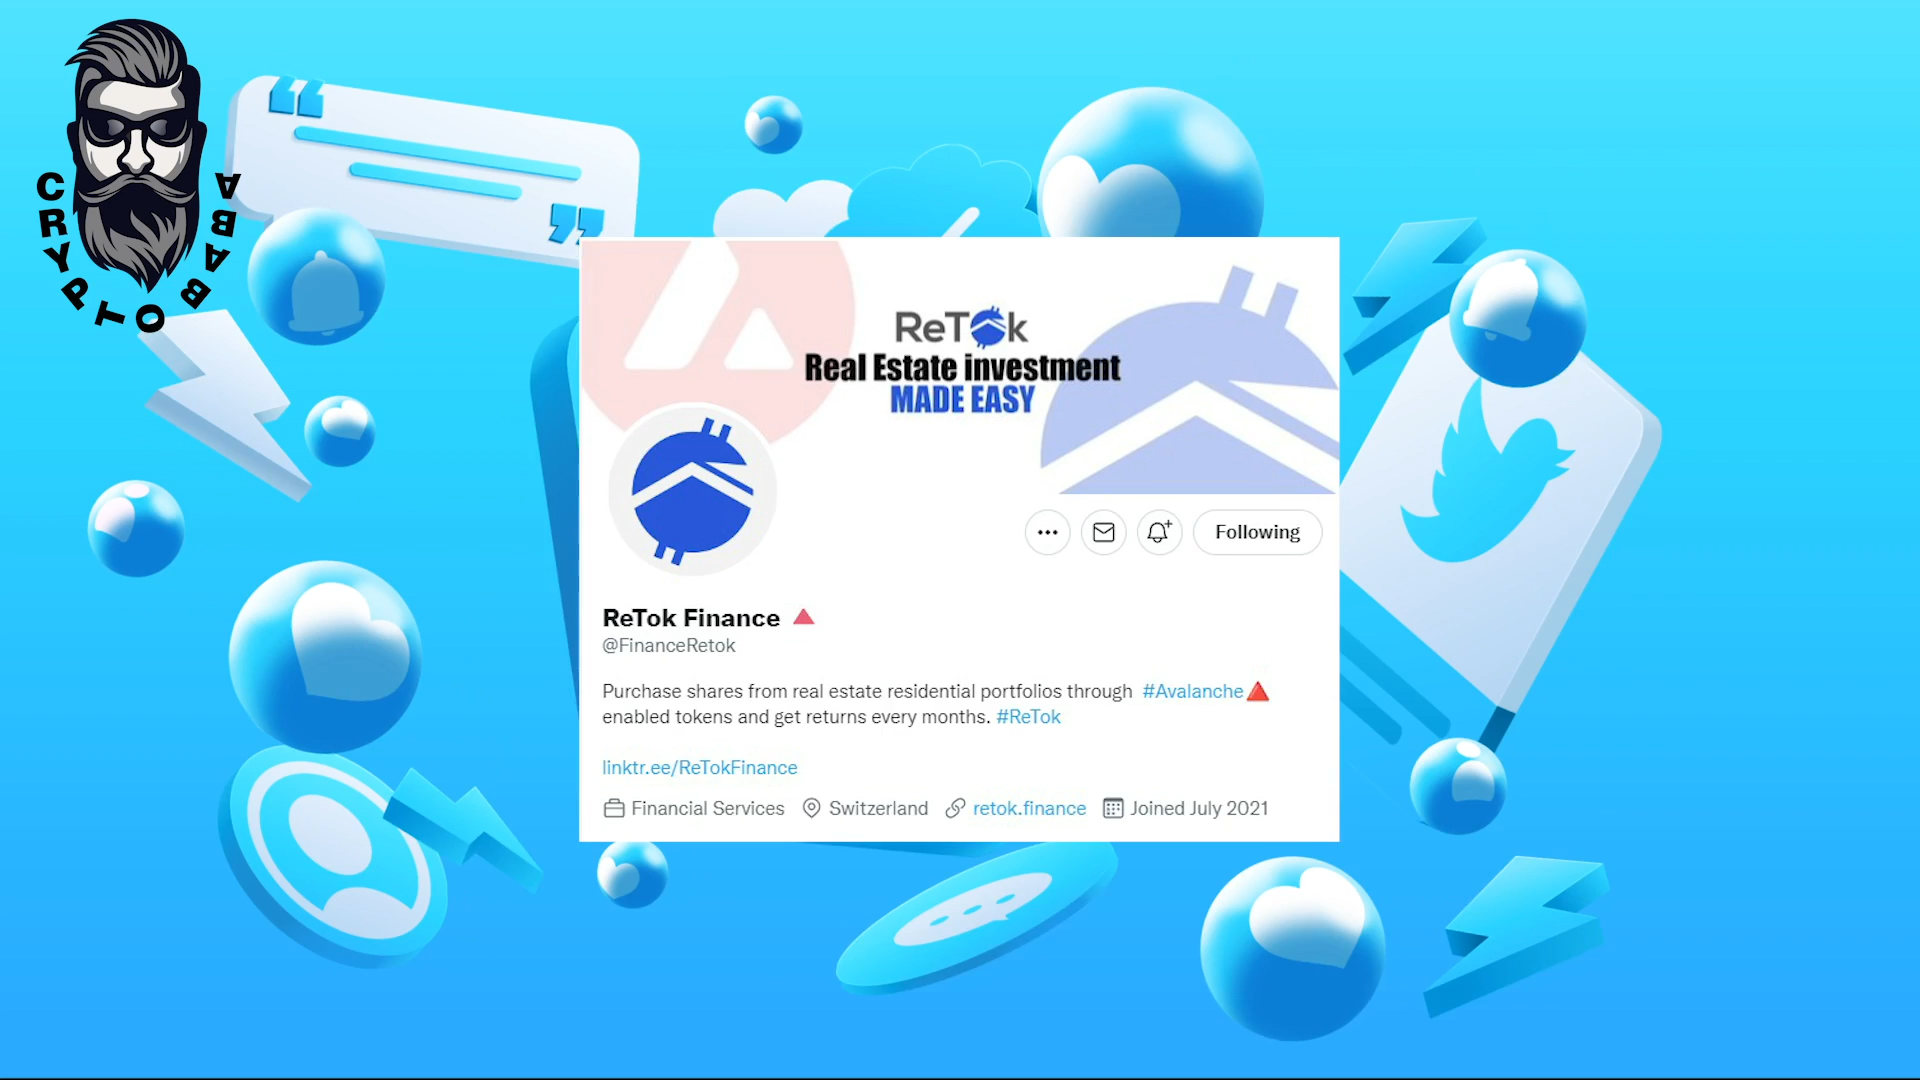 CRYPTO BABA
ReTok
Real Estate investment
MADE EASY
Following
ReTok Finance
@FinanceRetok
Purchase shares from real estate residential portfolios through #Avalanche
enabled tokens and get returns every months. #ReTok
linktr.ee/ReTokFinance
Financial Services Switzerland retok.finance Joined July 2021